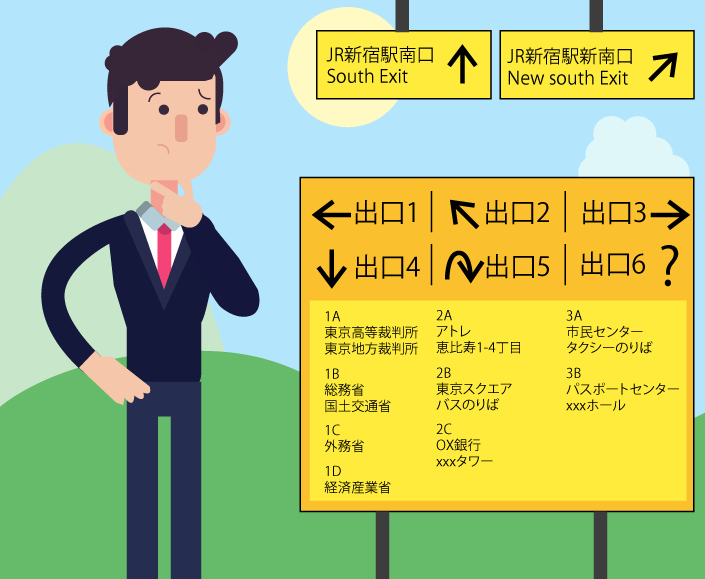 JR新宿駅南口
South Exit
JR新宿駅新南口
New south Exit
出口1
出口2
出口3
出口4
出口5
出口6 ?
1A
東京高等裁判所
東京地方裁判所
1B
総務省
国土交通省
1C
外務省
1D
経済産業省
2A
アトレ
恵比寿1-4丁目
2B
東京スクエア
バスのりば
2C
OX銀行
xxxタワー
3A
市民センター
タクシーのりば
3B
パスポートセンター
xxxホール